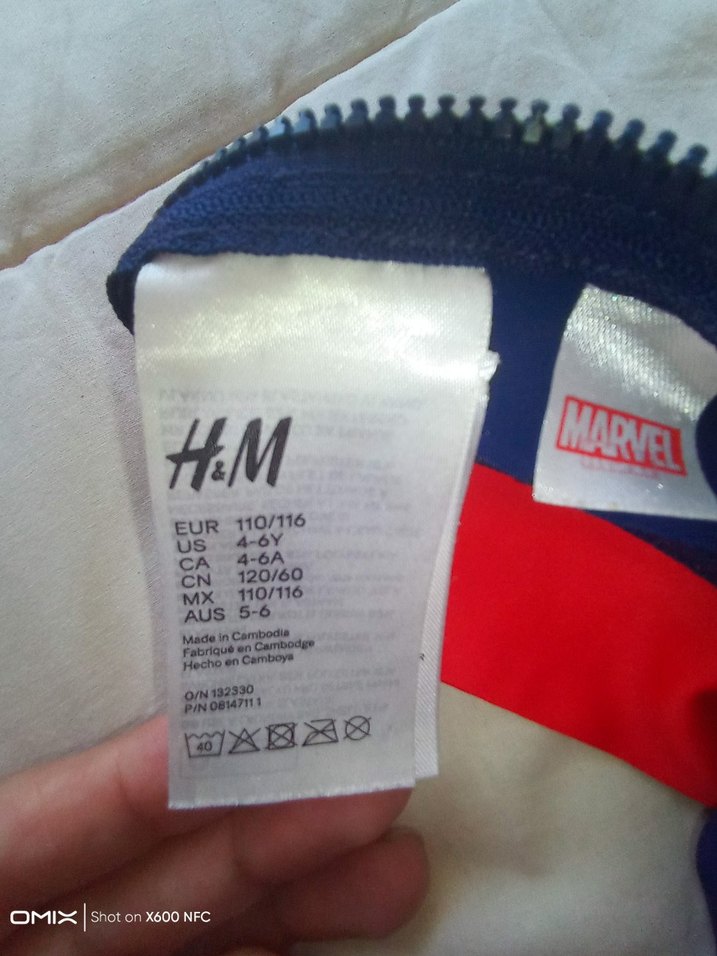 H&M
EUR 110/116
US 4-6Y
CA 4-6A
CN 120/60
MX 110/116
AUS 5-6
Made in Cambodia
Fabriqué en Cambodge
Hecho en Camboya
O/N 132330
P/N 0814711 1
40
MARVEL
OMIX Shot on X600 NFC